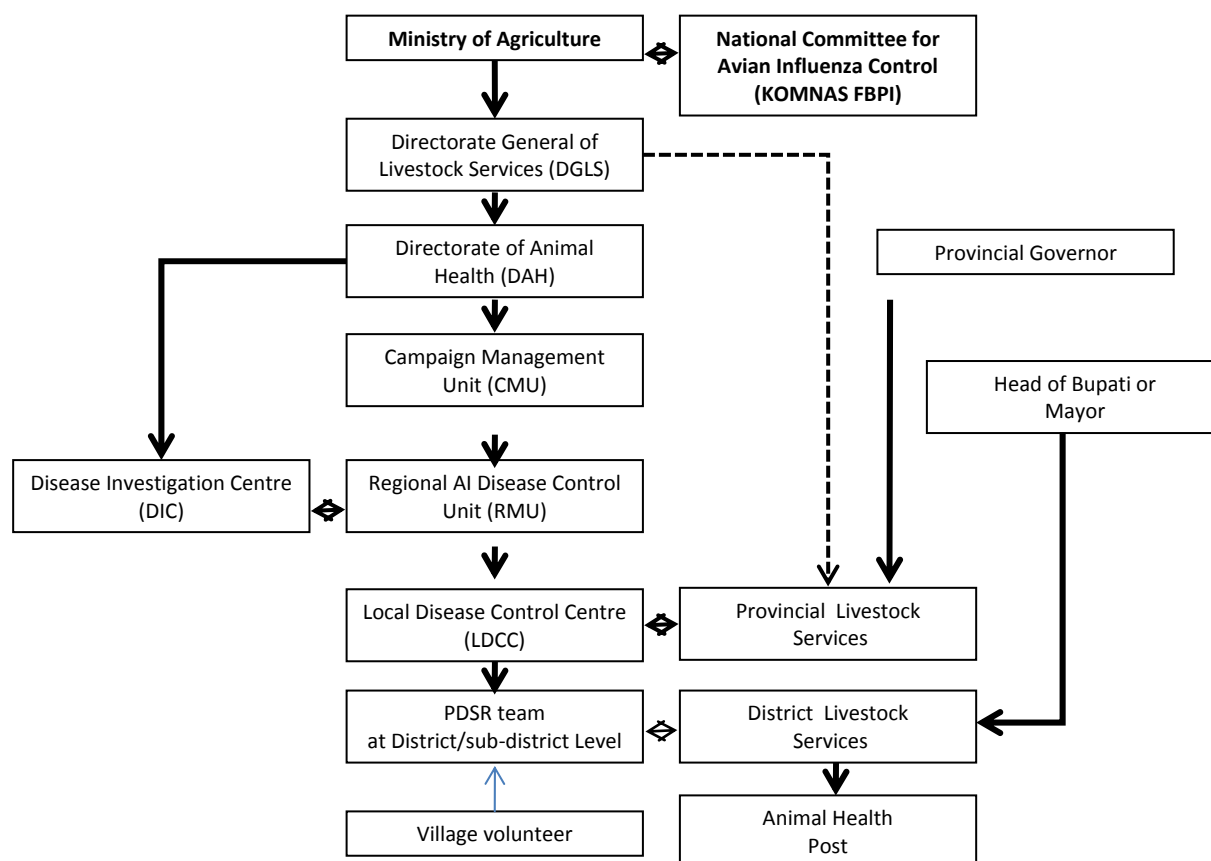 Ministry of Agriculture
National Committee for
Avian Influenza Control
(KOMNAS FBPI)
Directorate General of
Livestock Services (DGLS)
Directorate of Animal
Health (DAH)
Provincial Governor
Campaign Management
Unit (CMU)
Head of Bupati or
Mayor
Disease Investigation Centre
(DIC)
Regional AI Disease Control
Unit (RMU)
Local Disease Control Centre
(LDCC)
Provincial Livestock
Services
PDSR team
at District/sub-district Level
District Livestock
Services
Village volunteer
Animal Health
Post